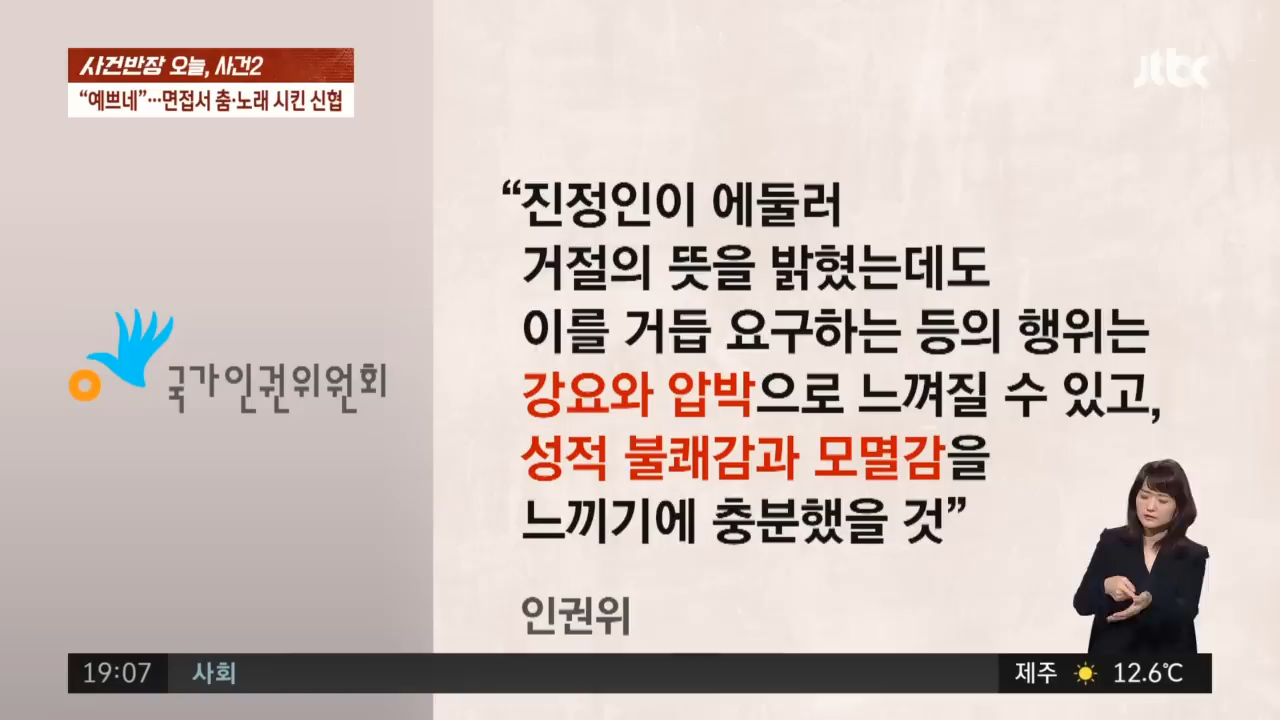 사건반장 오늘, 사건2
“예쁘네”…면접서 춤·노래 시킨 신협
jtbc
“진정인이 에둘러
거절의 뜻을 밝혔는데도
이를 거듭 요구하는 등의 행위는
강요와 압박으로 느껴질 수 있고,
성적 불쾌감과 모멸감을
느끼기에 충분했을 것”
국가인권위원회
인권위
19:07 사회 제주 12.6℃